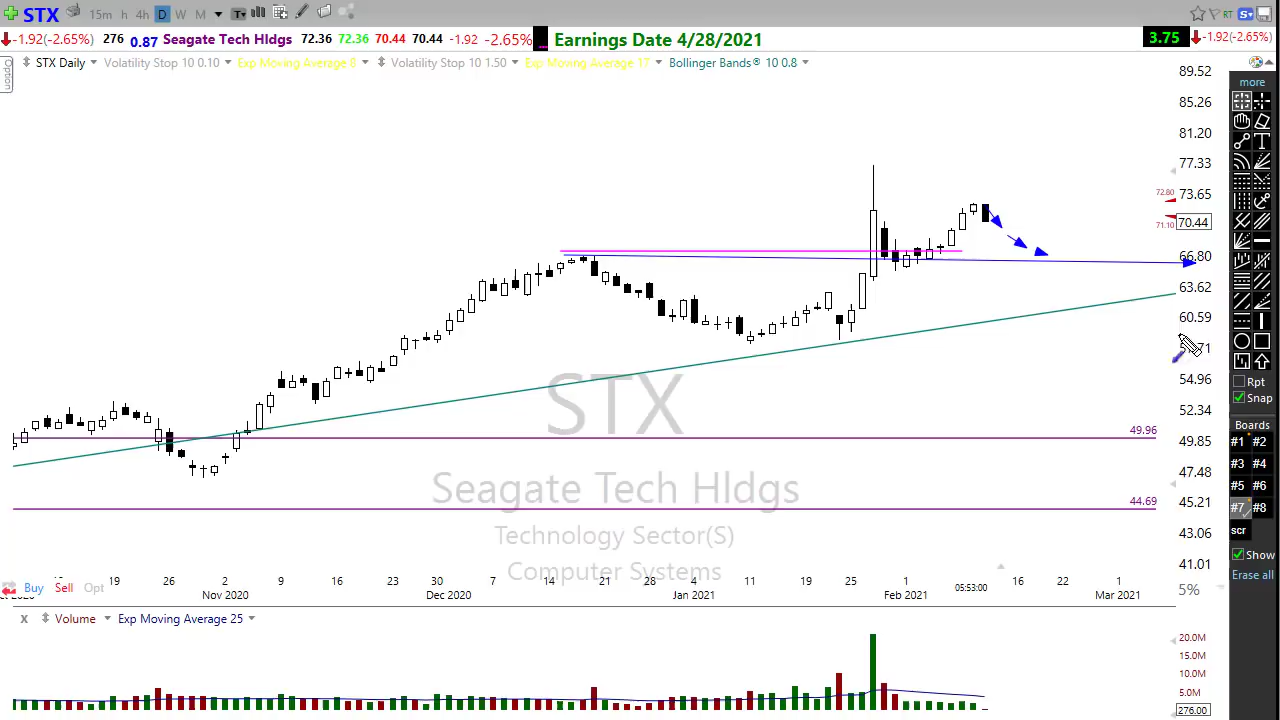 STX 15m h 4h D W M T RT S
-1.92(-2.65%) 276 0.87 Seagate Tech Hldgs 72.36 72.36 70.44 70.44 -1.92 -2.65% Earnings Date 4/28/2021 3.75 -1.92(-2.65%)
Option
STX Daily Volatility Stop 10 0.10 Exp Moving Average 8 Volatility Stop 10 1.50 Exp Moving Average 17 Bollinger Bands® 10 0.8
more
89.52
85.26
81.20
77.33
73.65
72.80
71.10
70.44
66.80
63.62
60.59
54.96
52.34
49.85
47.48
45.21
43.06
41.01
49.96
44.69
STX
Seagate Tech Hldgs
Technology Sector(S)
Computer Systems
Rpt
Snap
Boards
#1 #2
#3 #4
#5 #6
#7 #8
scr
Show
Erase all
Buy Sell Opt
19 26 2 9 16 23 30 7 14 21 28 4 11 19 25 1 16 22 1
Nov 2020 Dec 2020 Jan 2021 Feb 2021 05:53:00 Mar 2021
5%
x Volume Exp Moving Average 25
20.0M
15.0M
10.0M
5.0M
276.00